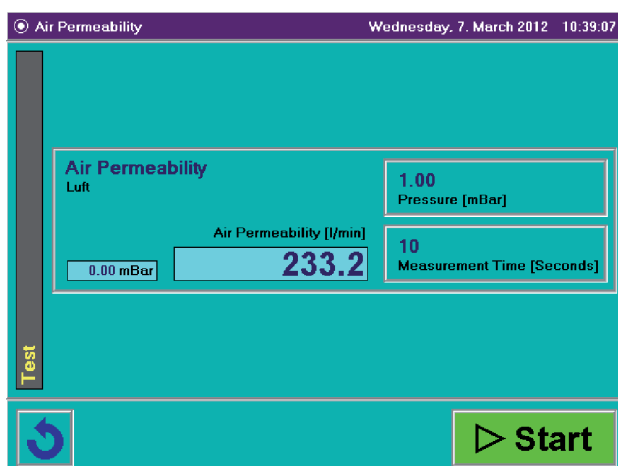 Air Permeability Wednesday, 7. March 2012 10:39:07
Air Permeability
Luft
1.00
Pressure [mBar]
Air Permeability [l/min]
0.00 mBar 233.2
10
Measurement Time [Seconds]
Test
Start